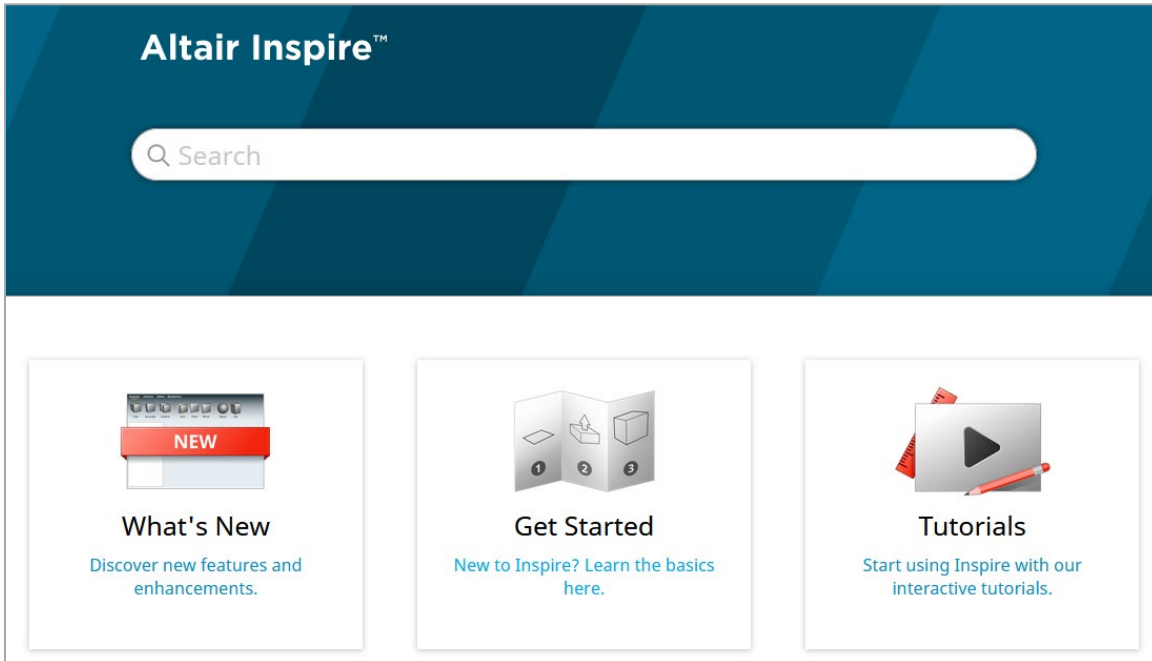 Altair Inspire™
Search
NEW
1
2
3
What's New
Discover new features and
enhancements.
Get Started
New to Inspire? Learn the basics
here.
Tutorials
Start using Inspire with our
interactive tutorials.